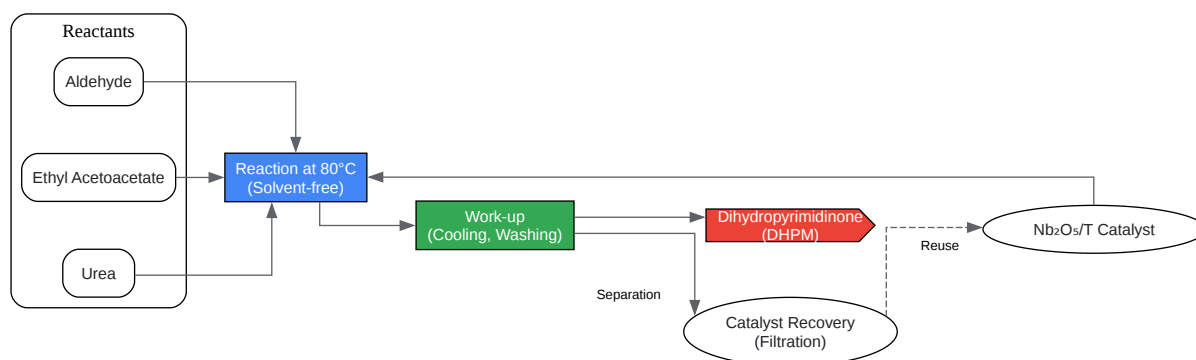 Reactants
Aldehyde
Ethyl Acetoacetate
Urea
Reaction at 80°C
(Solvent-free)
Work-up
(Cooling, Washing)
Dihydropyrimidinone
(DHPM)
Separation
Catalyst Recovery
(Filtration)
Reuse
Nb₂O₅/T Catalyst